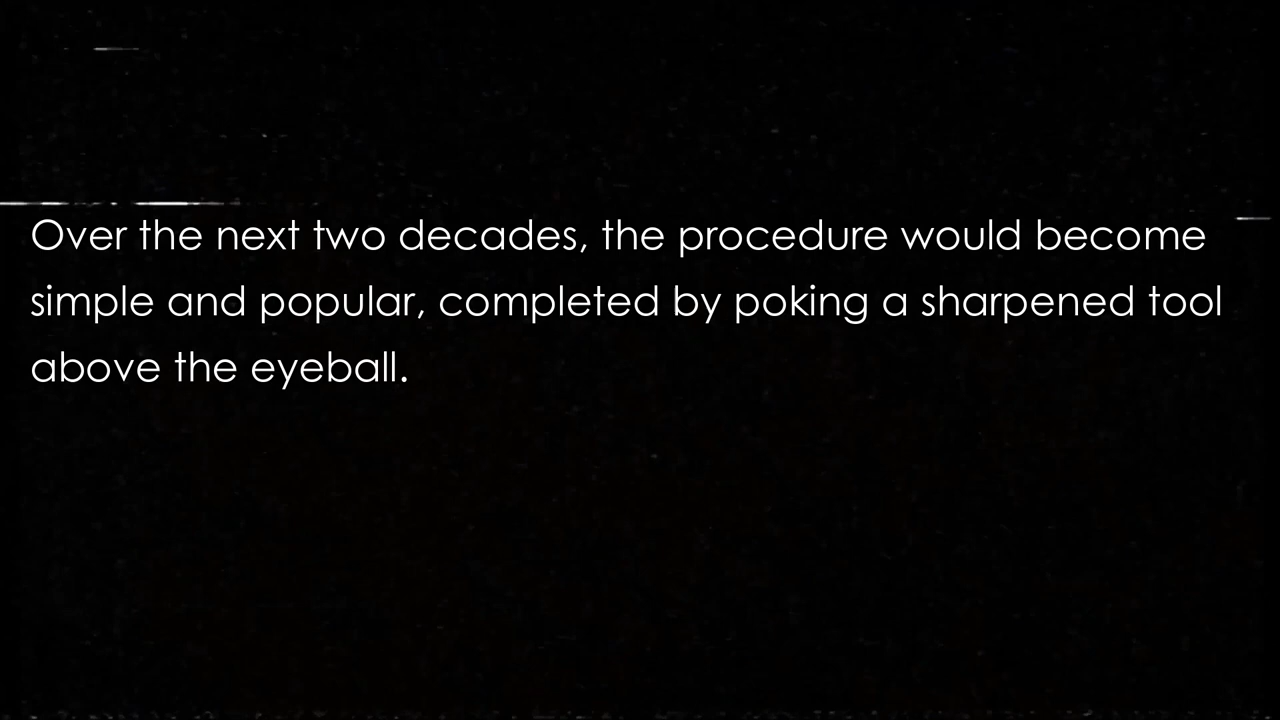 Over the next two decades, the procedure would become
simple and popular, completed by poking a sharpened tool
above the eyeball.